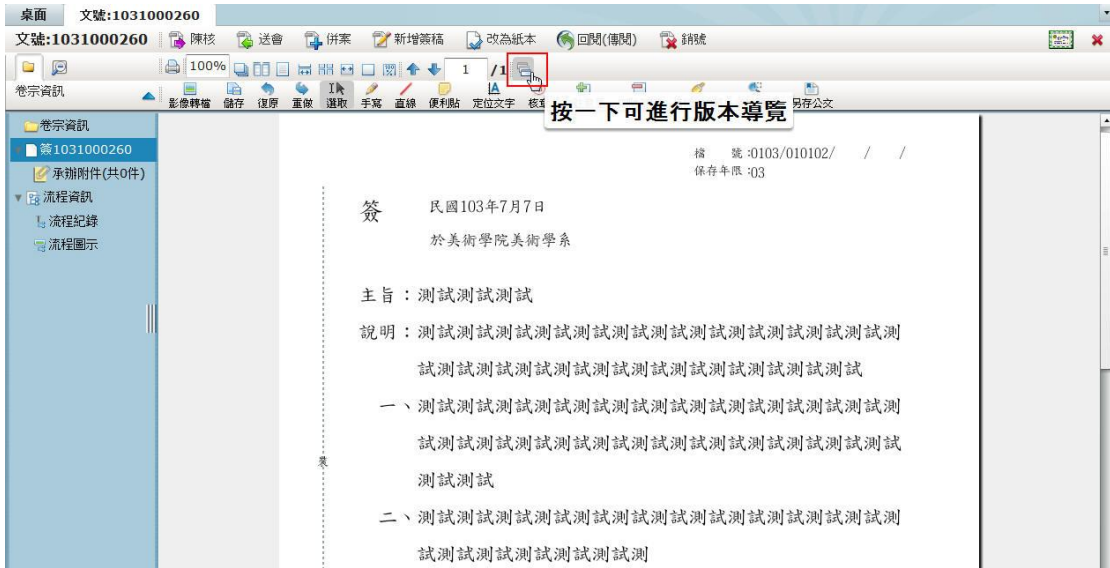 桌面 文號:1031000260
文號:1031000260 陳核 送會 併案 新增簽稿 改為紙本 回閱(傳閱) 銷號
100% 1 /1
卷宗資訊 影像轉檔 儲存 復原 重做 選取 手寫 直線 便利貼 定位文字 另存公文
按一下可進行版本導覽
卷宗資訊
簽1031000260
承辦附件(共0件)
流程資訊
流程紀錄
流程圖示
檔 號:0103/010102/ / /
保存年限:03
簽 民國103年7月7日
於美術學院美術學系
主旨：測試測試測試
說明：測試測試測試測試測試測試測試測試測試測試測試測試測
試測試測試測試測試測試測試測試測試測試測試測試
一、測試測試測試測試測試測試測試測試測試測試測試測試測
試測試測試測試測試測試測試測試測試測試測試測試測試
測試測試
裝
二、測試測試測試測試測試測試測試測試測試測試測試測試測
試測試測試測試測試測試測